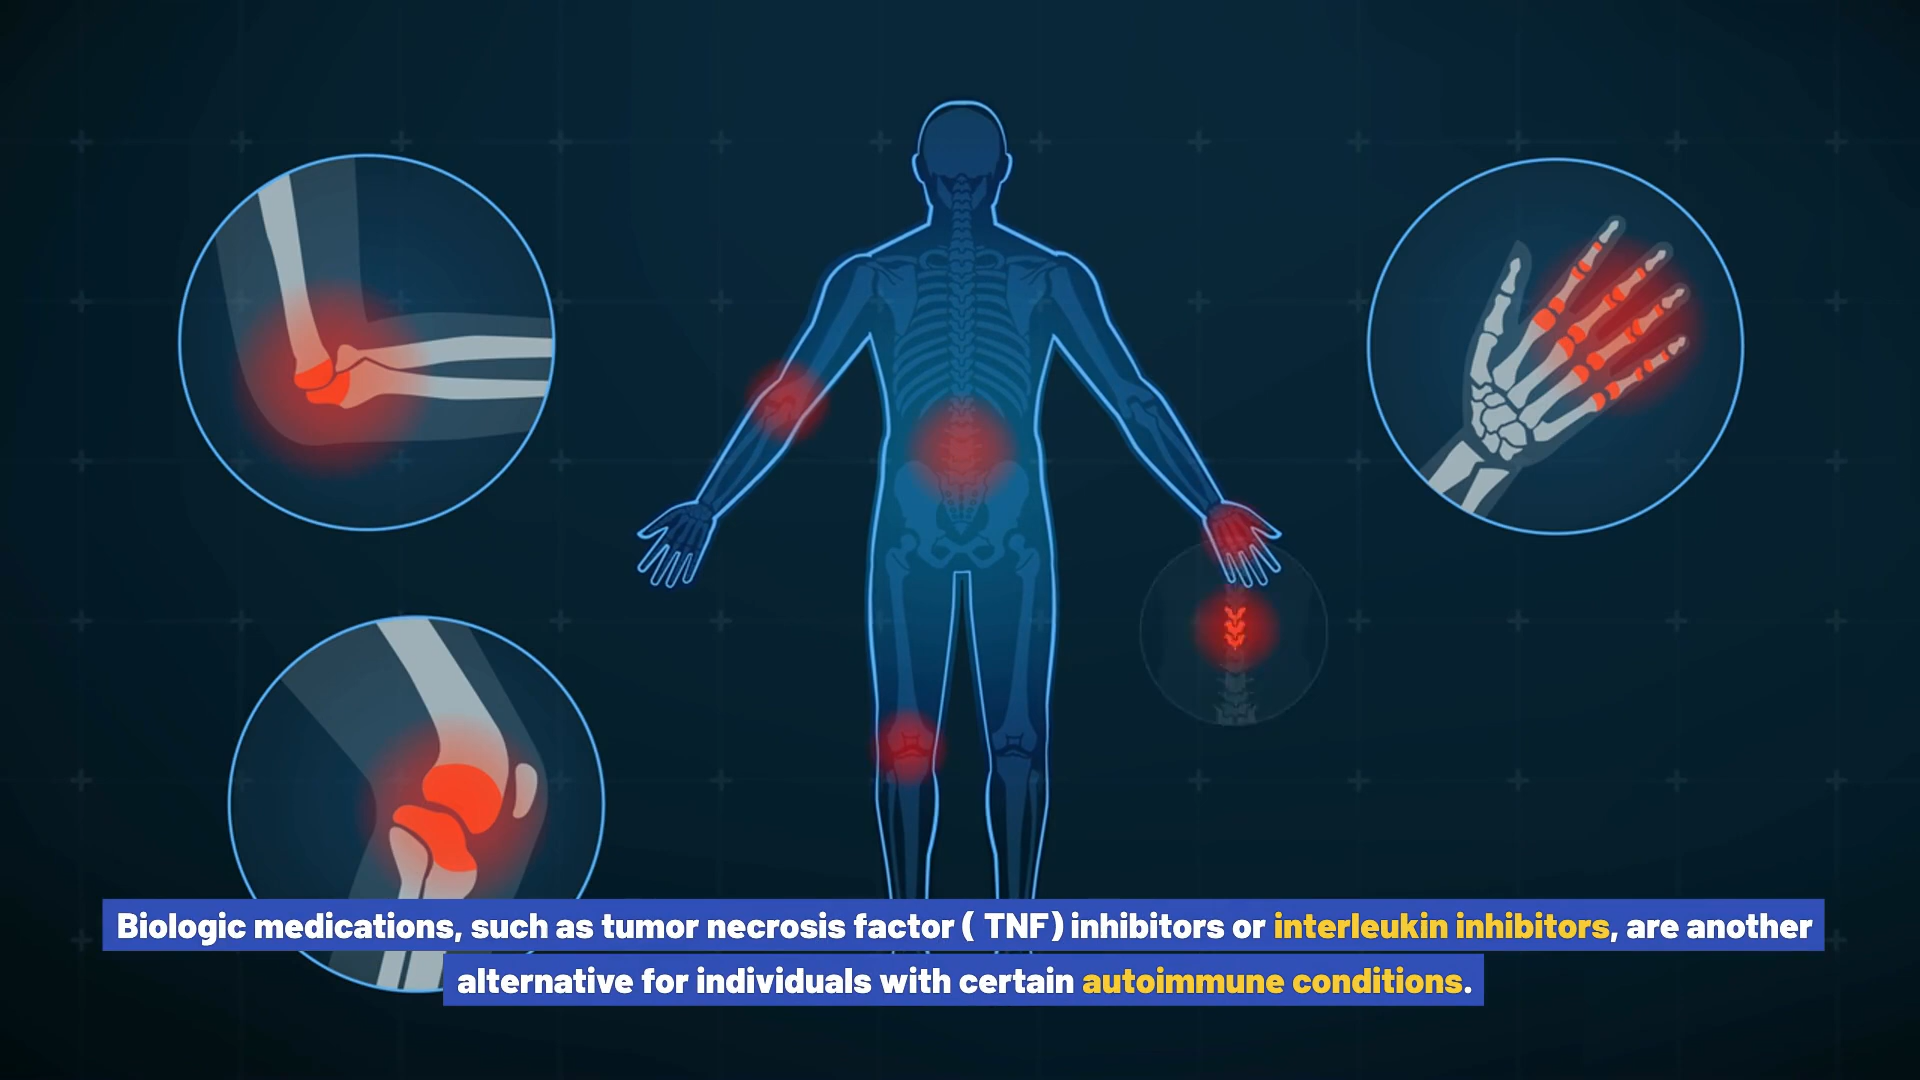 Biologic medications, such as tumor necrosis factor ( TNF) inhibitors or interleukin inhibitors, are another
alternative for individuals with certain autoimmune conditions.